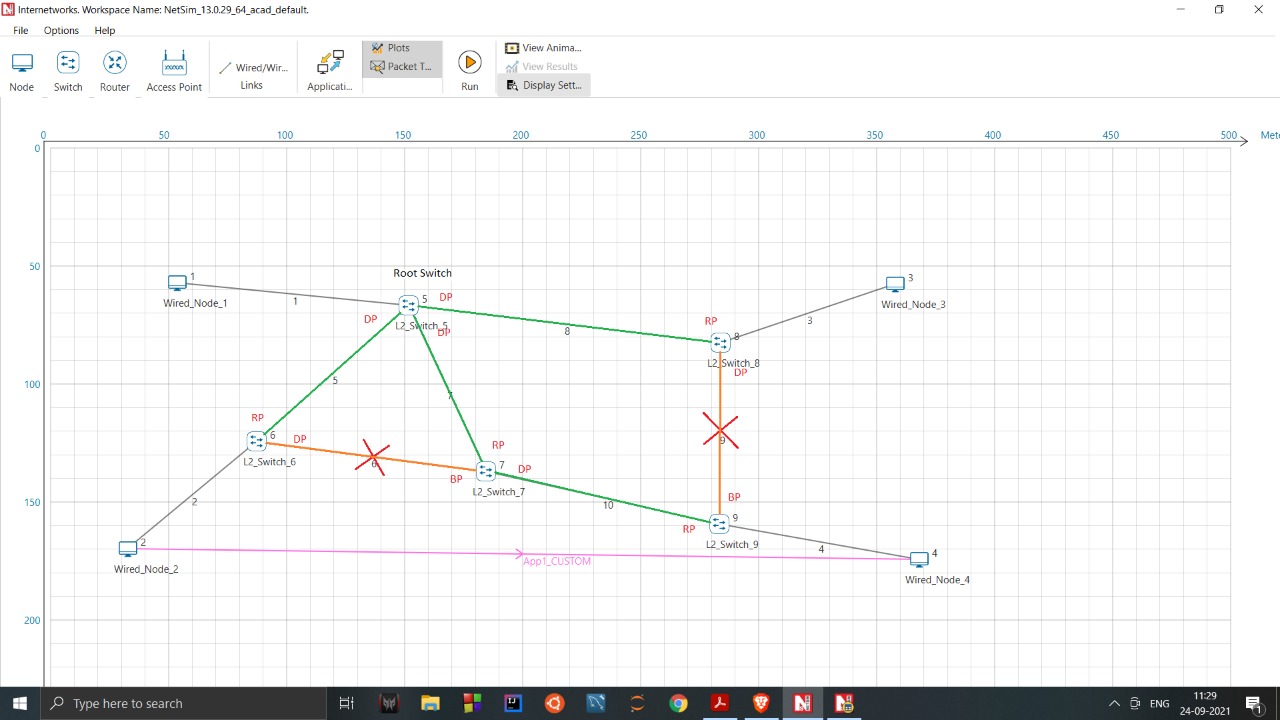 Internetworks. Workspace Name: NetSim_13.0.29_64_acad_default.
File Options Help
Node
Switch
Router
Access Point
Wired/Wir...
Links
Applicati...
Plots
Packet T...
Run
View Anima...
View Results
Display Sett...
0 50 100 150 200 250 300 350 400 450 500 Mete
0
50
100
150
200
Root Switch
1
Wired_Node_1
1
5 DP
DP
L2_Switch_5
DP
8
3
Wired_Node_3
3
RP
8
L2_Switch_8
DP
5
7
RP
6 DP
L2_Switch_6
6
9
RP
7 DP
BP
L2_Switch_7
10
BP
9
RP
L2_Switch_9
2
4
2
Wired_Node_2
App1_CUSTOM
4
Wired_Node_4
Type here to search
ENG
11:29
24-09-2021
1